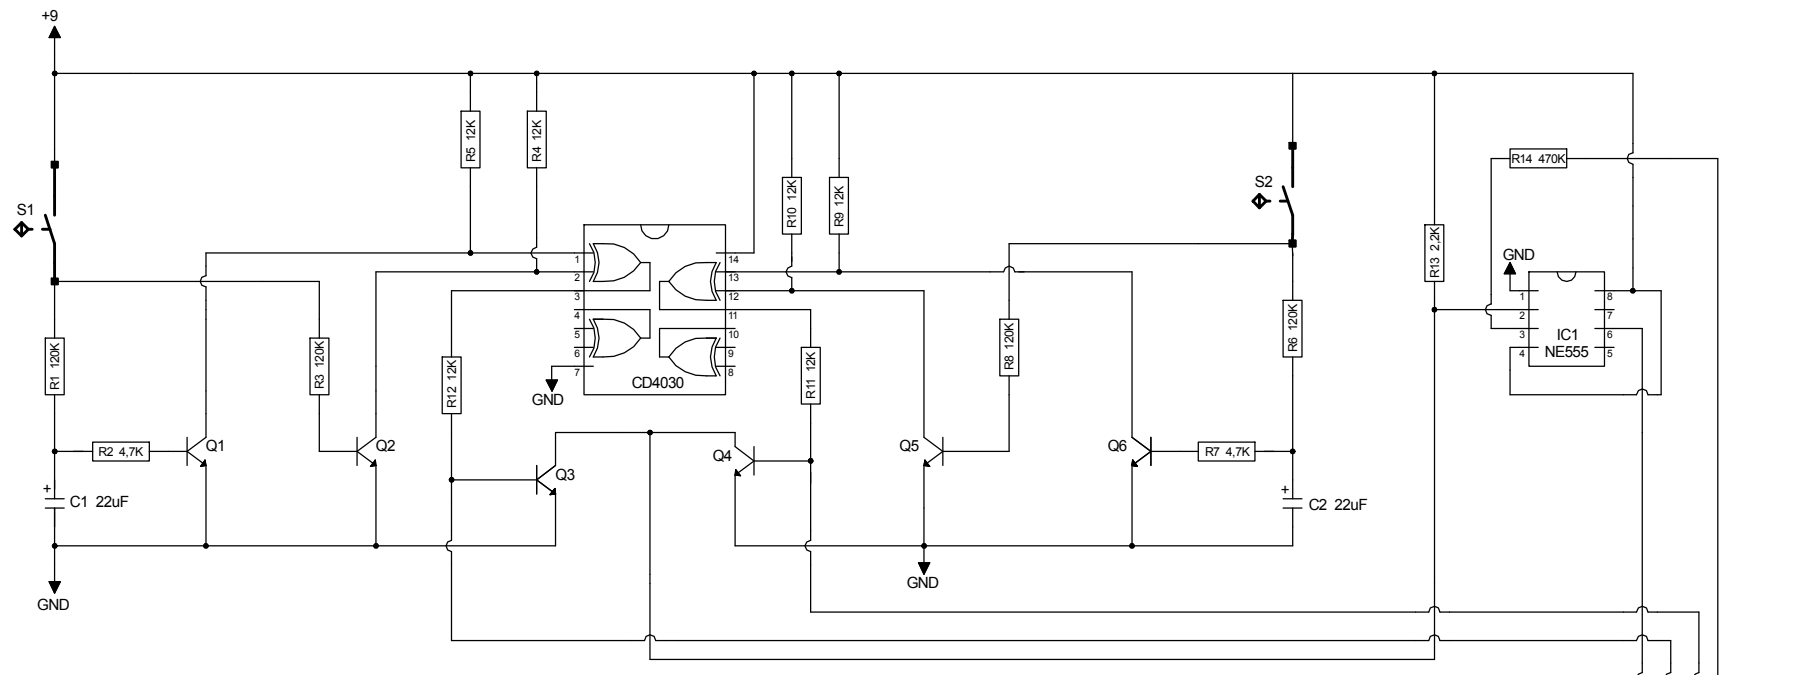 +9
R5 12K
R4 12K
R10 12K
R9 12K
S1
S2
R14 470K
R13 2,2K
GND
1
2
3
4
5
6
7
14
13
12
11
10
9
8
CD4030
GND
1
2
3
4
8
7
6
5
IC1
NE555
R1 120K
R3 120K
R12 12K
R11 12K
R8 120K
R6 120K
R2 4,7K
Q1
Q2
Q3
Q4
Q5
Q6
R7 4,7K
+
C1 22uF
+
C2 22uF
GND
GND